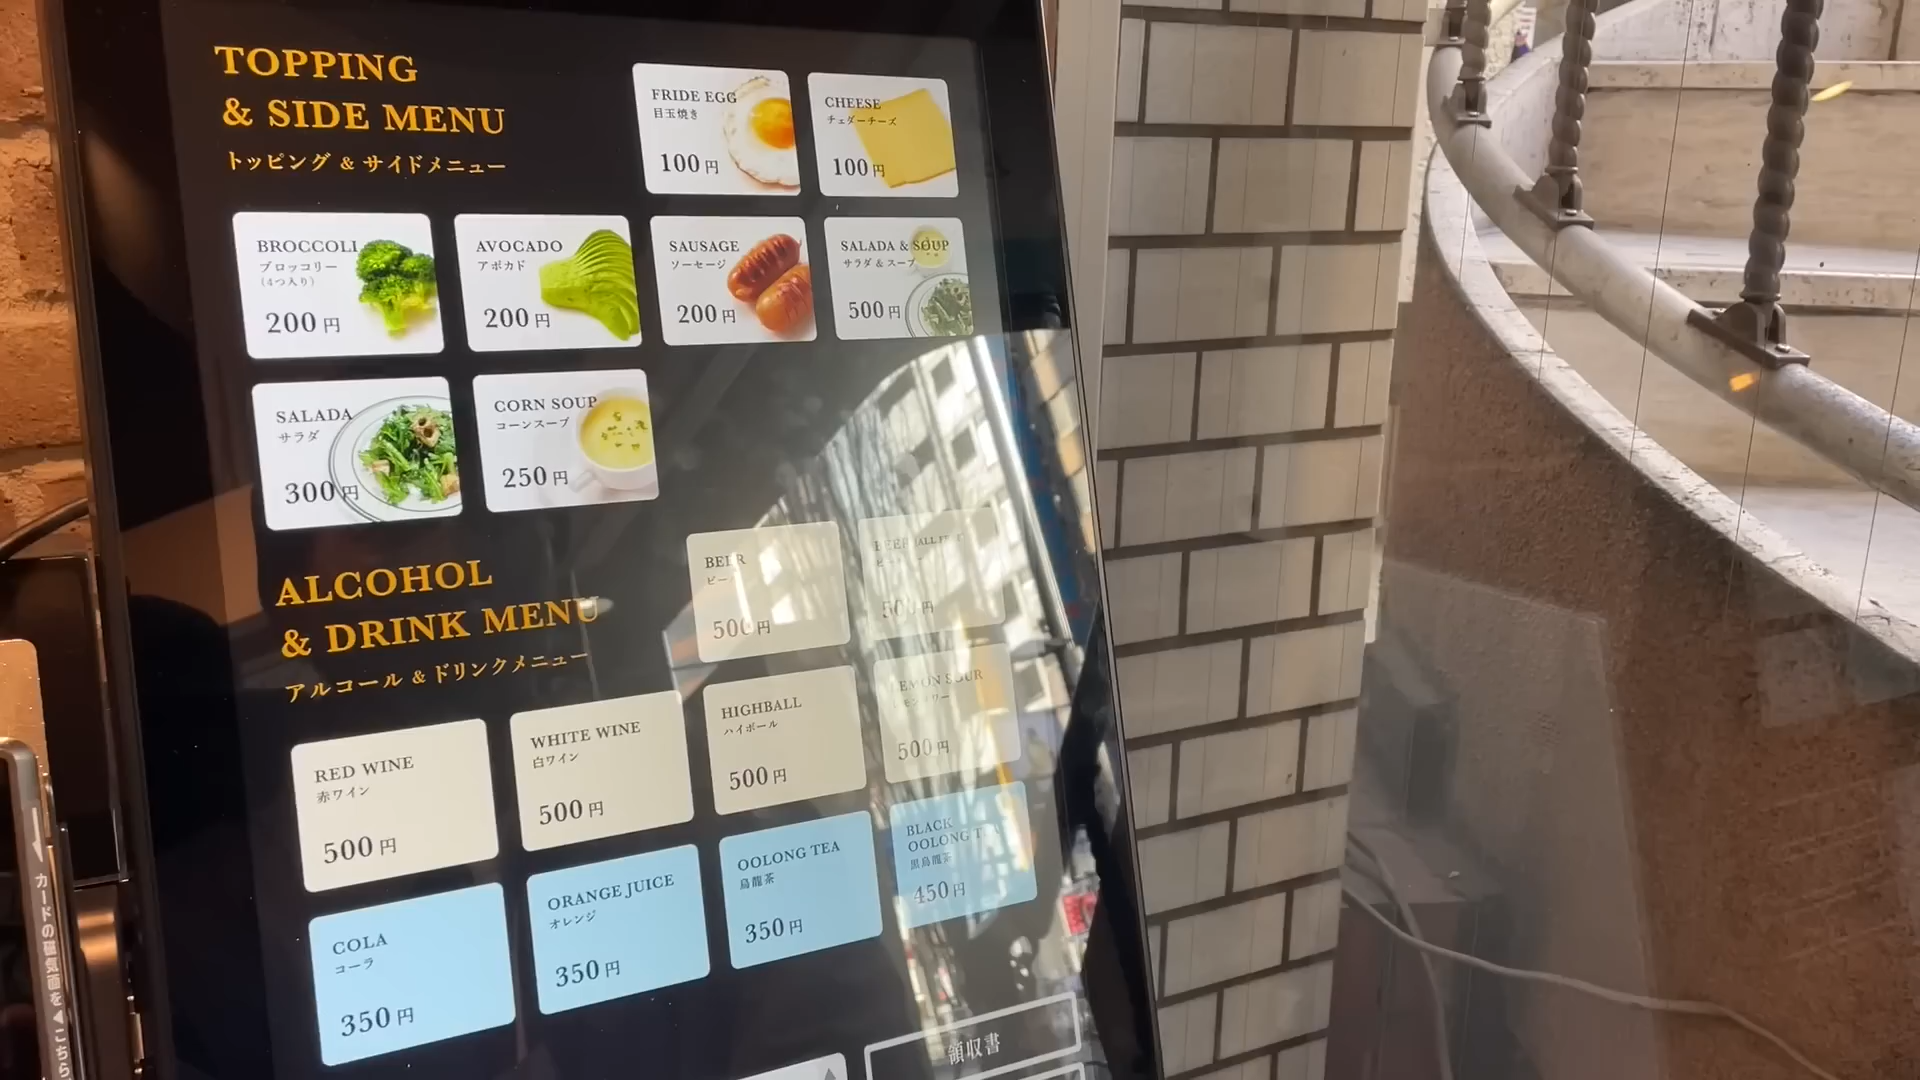 TOPPING
& SIDE MENU
トッピング & サイドメニュー
FRIDE EGG
目玉焼き
100円
CHEESE
チェダーチーズ
100円
BROCCOLI
ブロッコリー
(4つ入り)
200円
AVOCADO
アボカド
200円
SAUSAGE
ソーセージ
200円
SALADA & SOUP
サラダ & スープ
500円
SALADA
サラダ
300円
CORN SOUP
コーンスープ
250円
ALCOHOL
& DRINK MENU
アルコール & ドリンクメニュー
BEER
ビール
500円
500円
RED WINE
赤ワイン
500円
WHITE WINE
白ワイン
500円
HIGHBALL
ハイボール
500円
LEMON SOUR
500円
COLA
コーラ
350円
ORANGE JUICE
オレンジ
350円
OOLONG TEA
烏龍茶
350円
BLACK
OOLONG TEA
黒烏龍茶
450円
領収書
カードの磁気面を◀こちら